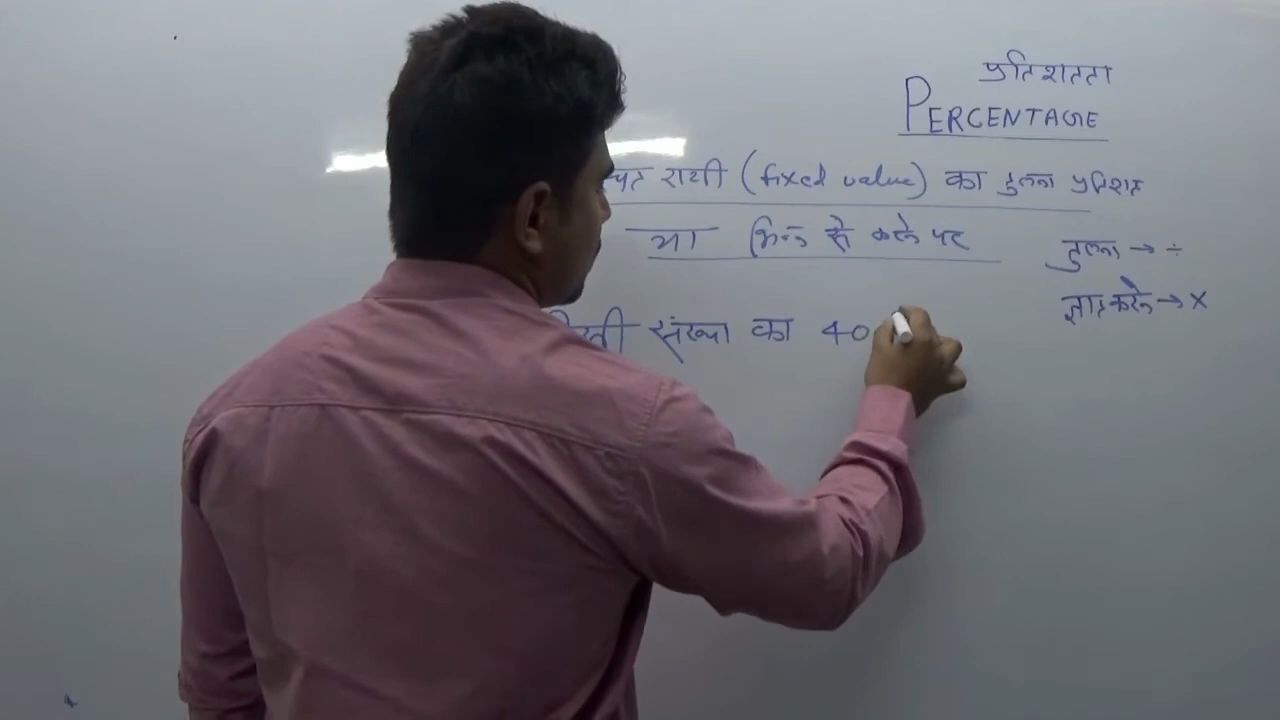 प्रतिशतता
PERCENTAGE
राशी (fixed value) का तुलना प्रतिशत
या भिन्न से करने पर
तुलना → ÷
ज्ञात करने → ×
संख्या का 40